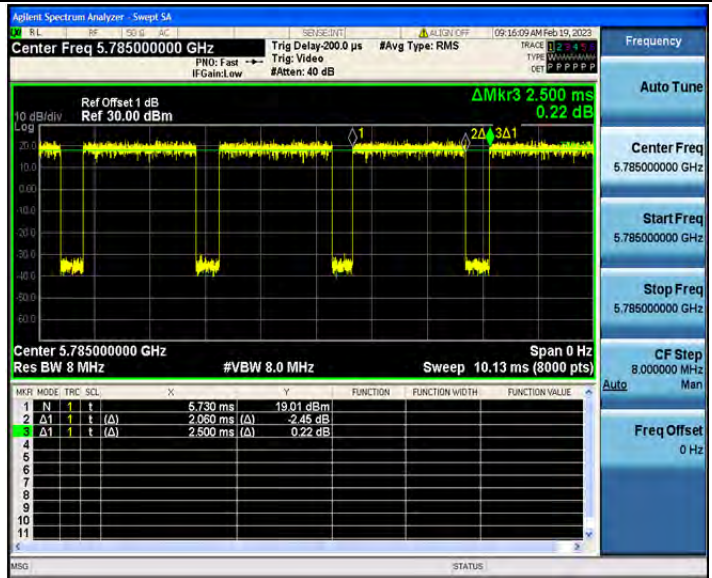 Agilent Spectrum Analyzer - Swept SA
RL RF 50 Ω AC SENSE:INT ALIGN OFF 09:16:09 AM Feb 19, 2023
Center Freq 5.785000000 GHz
PNO: Fast
IFGain:Low
Trig Delay-200.0 µs
Trig: Video
#Atten: 40 dB
#Avg Type: RMS
TRACE 1 2 3 4 5 6
TYPE W
DET P P P P P P
Frequency
Ref Offset 1 dB
Ref 30.00 dBm
10 dB/div
Log
ΔMkr3 2.500 ms
0.22 dB
1
2Δ
3Δ1
20.0
10.0
0.00
-10.0
-20.0
-30.0
-40.0
-50.0
-60.0
Center 5.785000000 GHz Span 0 Hz
Res BW 8 MHz #VBW 8.0 MHz Sweep 10.13 ms (8000 pts)
MKR MODE TRC SCL X Y FUNCTION FUNCTION WIDTH FUNCTION VALUE
1 N 1 t 5.730 ms 19.01 dBm
2 Δ1 1 t (Δ) 2.060 ms (Δ) -2.45 dB
3 Δ1 1 t (Δ) 2.500 ms (Δ) 0.22 dB
4
5
6
7
8
9
10
11
MSG STATUS
Auto Tune
Center Freq
5.785000000 GHz
Start Freq
5.785000000 GHz
Stop Freq
5.785000000 GHz
CF Step
8.000000 MHz
Auto Man
Freq Offset
0 Hz